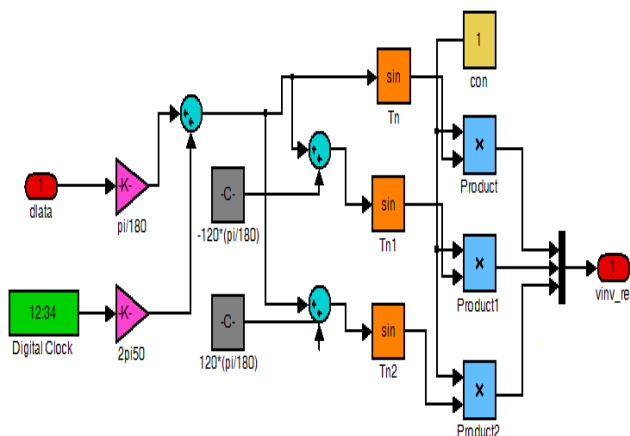 1
dlata
-K-
pi/180
12:34
Digital Clock
-K-
2pi50
-C-
-120*(pi/180)
-C-
120*(pi/180)
sin
Tn
sin
Tn1
sin
Tn2
1
con
×
Product
×
Product1
×
Product2
1
vinv_re